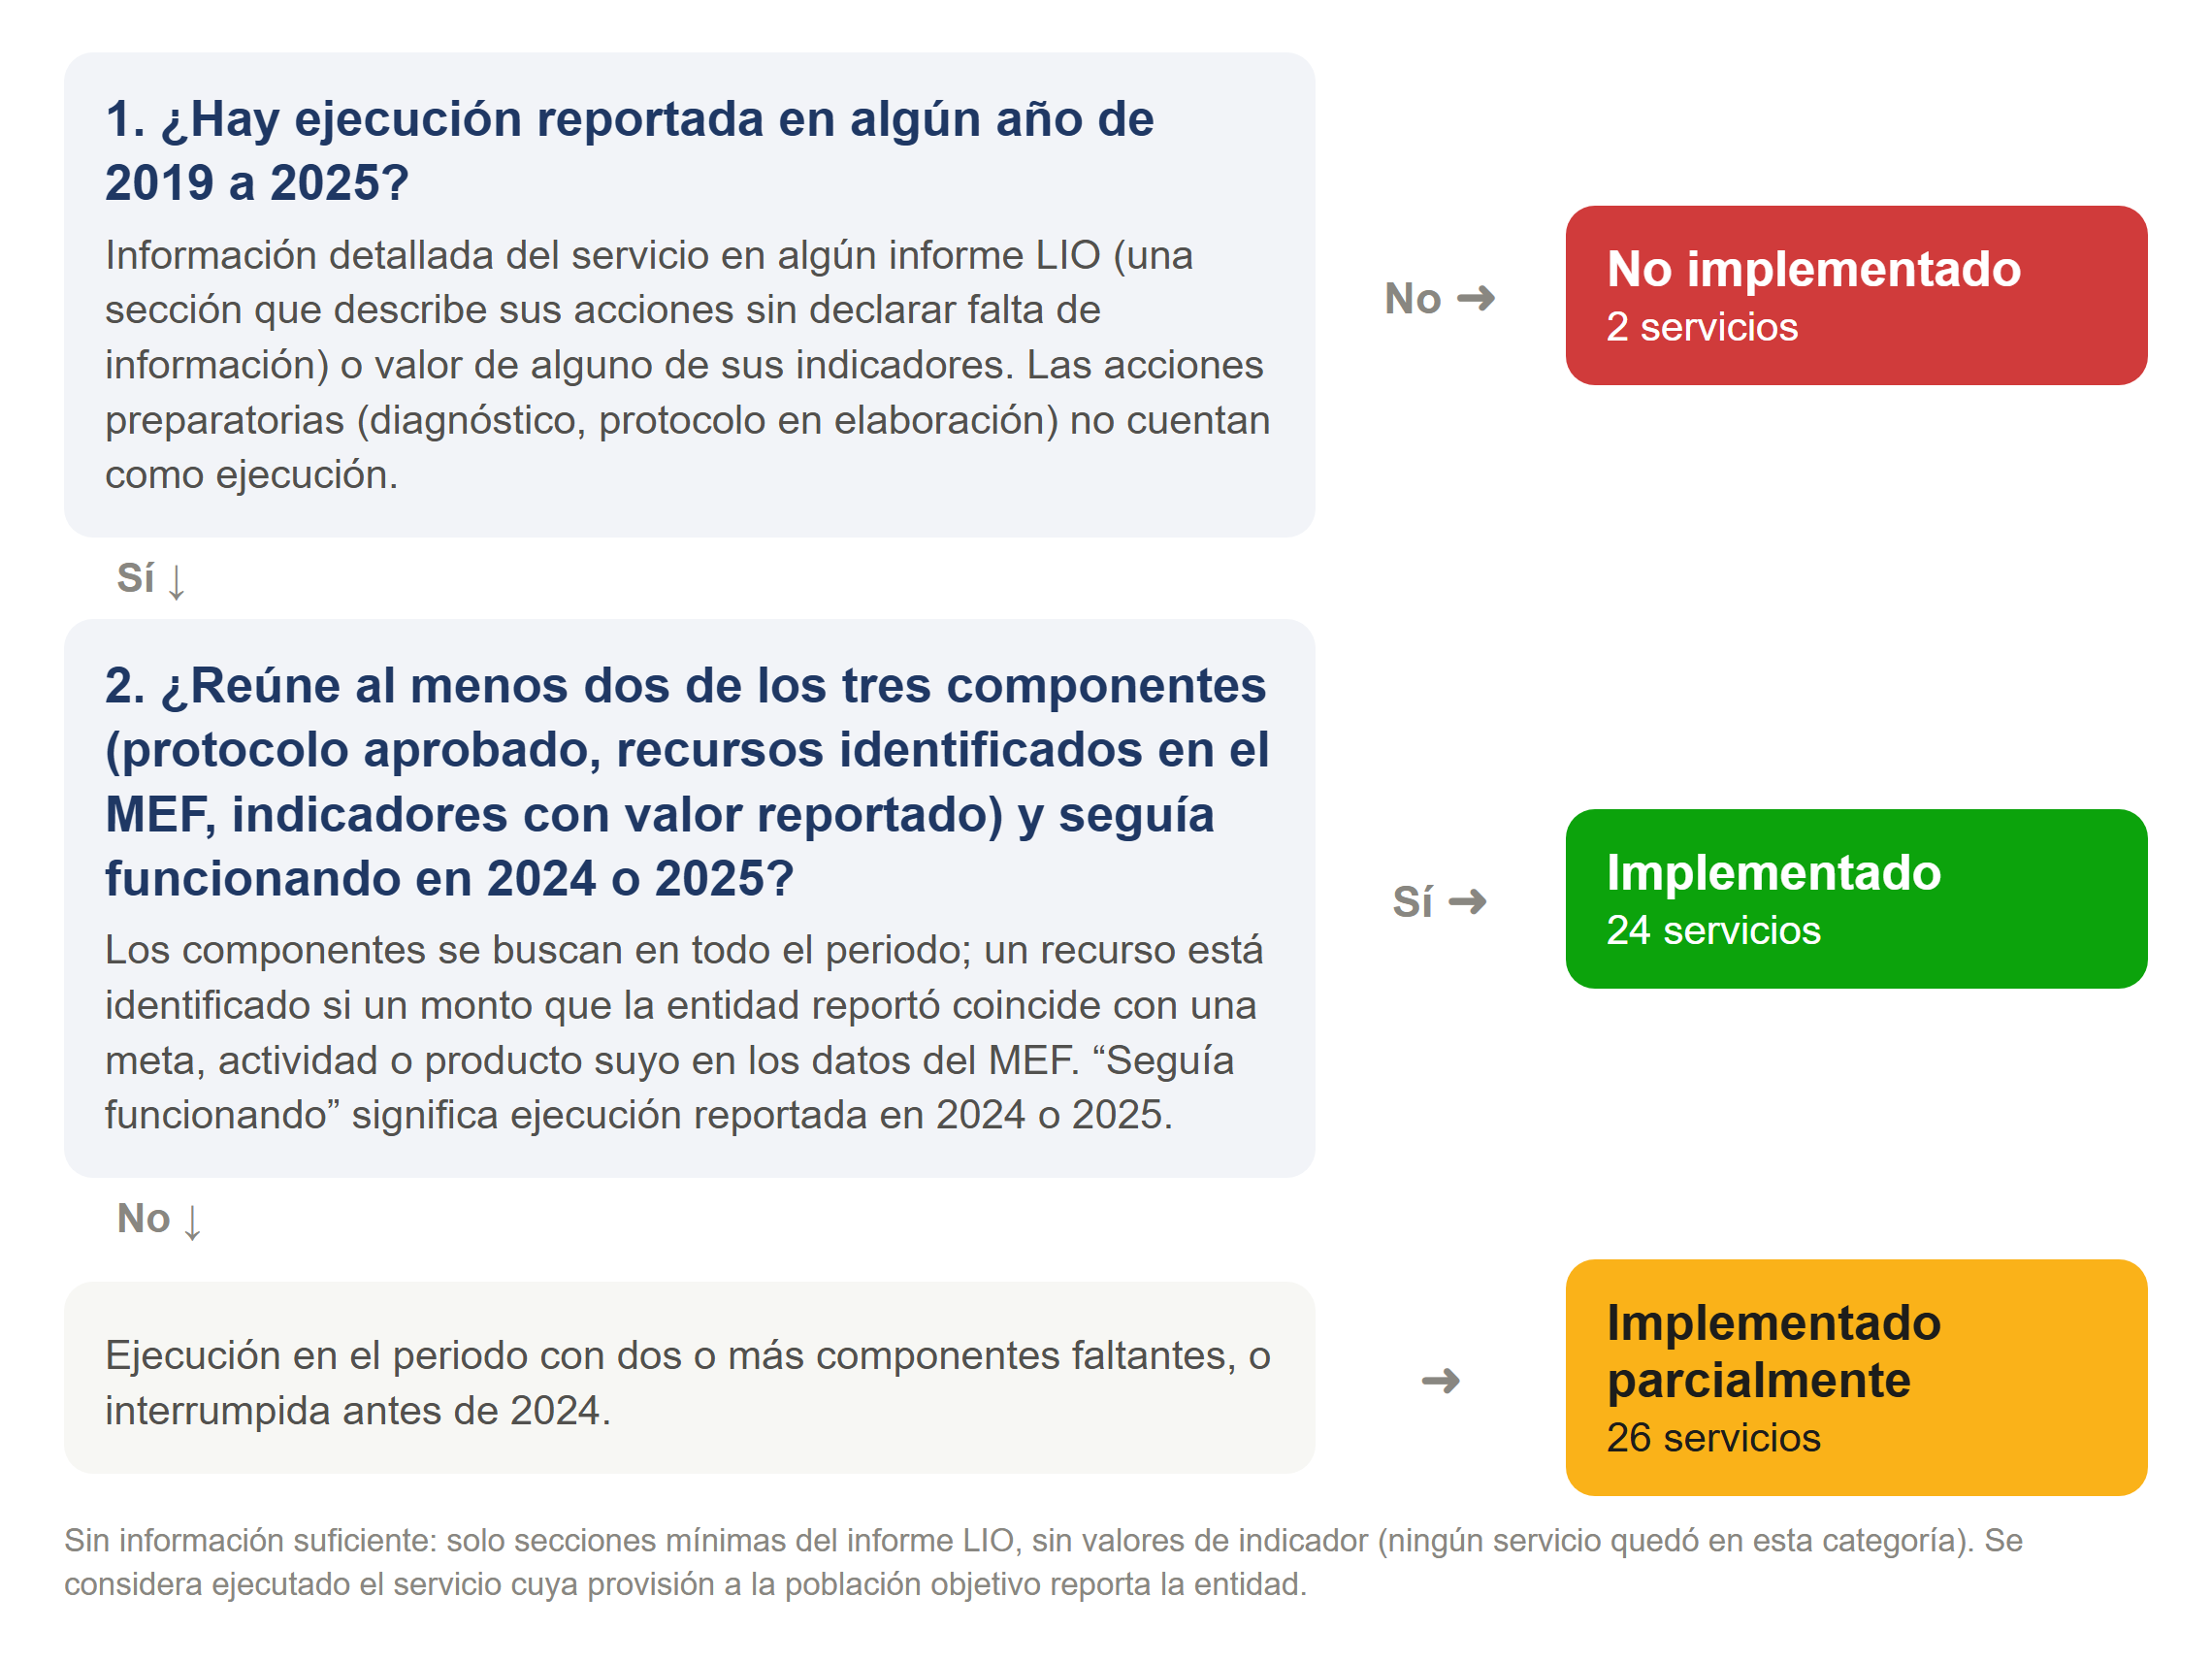 1. ¿Hay ejecución reportada en algún año de
2019 a 2025?
Información detallada del servicio en algún informe LIO (una
sección que describe sus acciones sin declarar falta de
información) o valor de alguno de sus indicadores. Las acciones
preparatorias (diagnóstico, protocolo en elaboración) no cuentan
como ejecución.
No ➜
No implementado
2 servicios
Sí ↓
2. ¿Reúne al menos dos de los tres componentes
(protocolo aprobado, recursos identificados en el
MEF, indicadores con valor reportado) y seguía
funcionando en 2024 o 2025?
Los componentes se buscan en todo el periodo; un recurso está
identificado si un monto que la entidad reportó coincide con una
meta, actividad o producto suyo en los datos del MEF. “Seguía
funcionando” significa ejecución reportada en 2024 o 2025.
Sí ➜
Implementado
24 servicios
No ↓
Ejecución en el periodo con dos o más componentes faltantes, o
interrumpida antes de 2024.
➜
Implementado
parcialmente
26 servicios
Sin información suficiente: solo secciones mínimas del informe LIO, sin valores de indicador (ningún servicio quedó en esta categoría). Se
considera ejecutado el servicio cuya provisión a la población objetivo reporta la entidad.